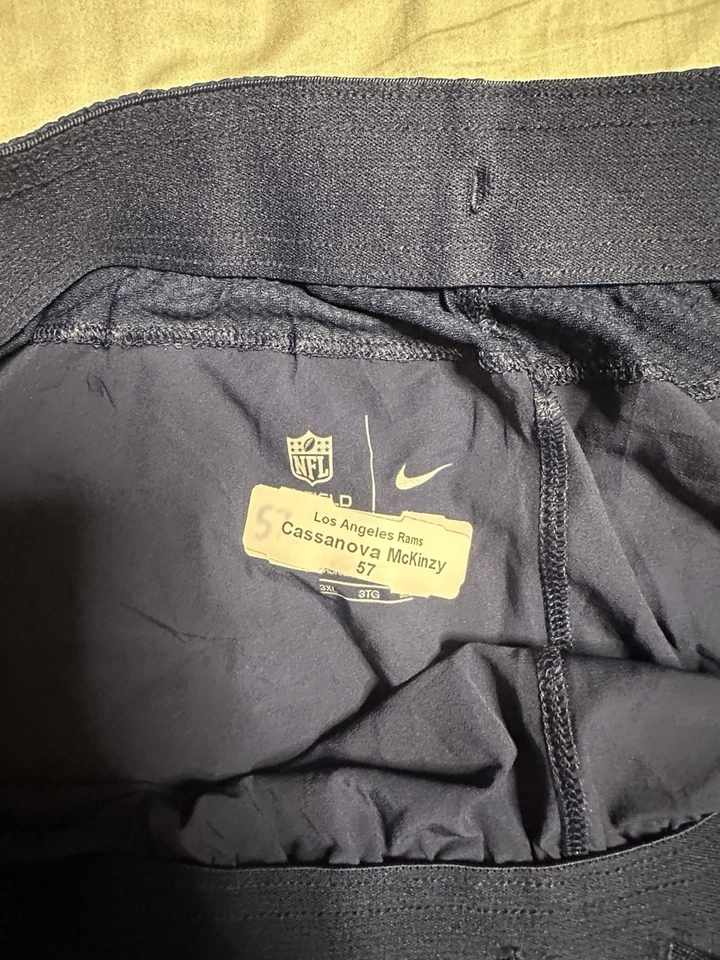 NFL
Los Angeles Rams
Cassanova McKinzy
57
3XL 3TG